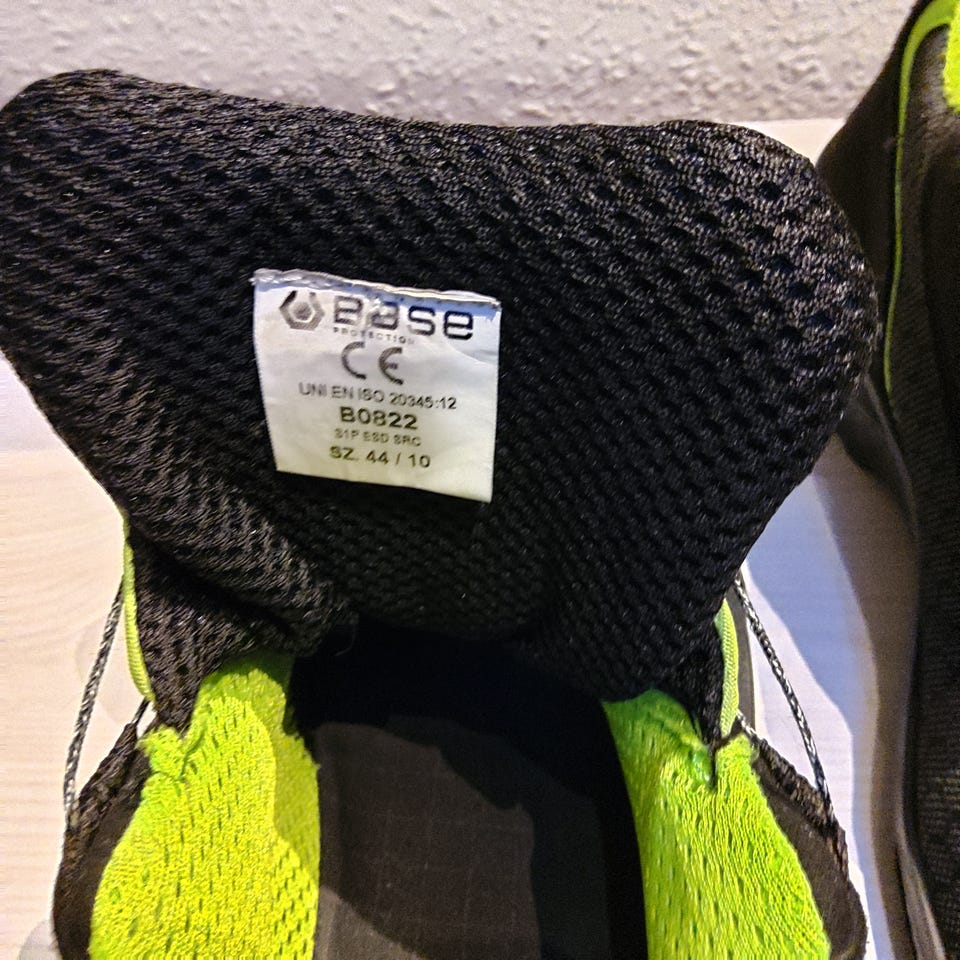 BASE
PROTECTION
CE
UNI EN ISO 20345:12
B0822
S1P ESD SRC
SZ. 44 / 10